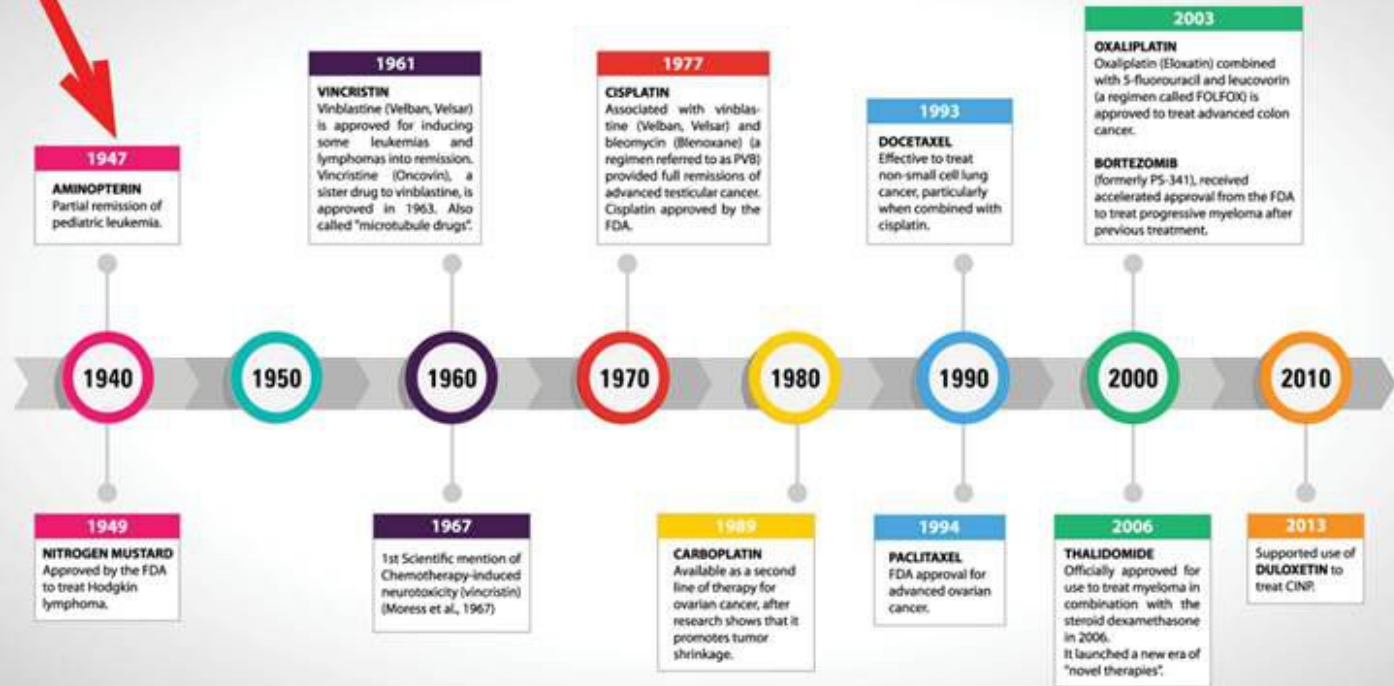 1947
AMINOPTERIN
Partial remission of
pediatric leukemia.
1961
VINCRISTIN
Vinblastine (Velban, Velsar)
is approved for inducing
some leukemias and
lymphomas into remission.
Vincristine (Oncovin), a
sister drug to vinblastine, is
approved in 1963. Also
called "microtubule drugs".
1977
CISPLATIN
Associated with vinblas-
tine (Velban, Velsar) and
bleomycin (Blenoxane) (a
regimen referred to as PVB)
provided full remissions of
advanced testicular cancer.
Cisplatin approved by the
FDA.
1993
DOCETAXEL
Effective to treat
non-small cell lung
cancer, particularly
when combined with
cisplatin.
2003
OXALIPLATIN
Oxaliplatin (Eloxatin) combined
with 5-fluorouracil and leucovorin
(a regimen called FOLFOX) is
approved to treat advanced colon
cancer.
BORTEZOMIB
(formerly PS-341), received
accelerated approval from the FDA
to treat progressive myeloma after
previous treatment.
1940
1950
1960
1970
1980
1990
2000
2010
1949
NITROGEN MUSTARD
Approved by the FDA
to treat Hodgkin
lymphoma.
1967
1st Scientific mention of
Chemotherapy-induced
neurotoxicity (vincristin)
(Moress et al., 1967)
1989
CARBOPLATIN
Available as a second
line of therapy for
ovarian cancer, after
research shows that it
promotes tumor
shrinkage.
1994
PACLITAXEL
FDA approval for
advanced ovarian
cancer.
2006
THALIDOMIDE
Officially approved for
use to treat myeloma in
combination with the
steroid dexamethasone
in 2006.
It launched a new era of
"novel therapies".
2013
Supported use of
DULOXETIN to
treat CINP.